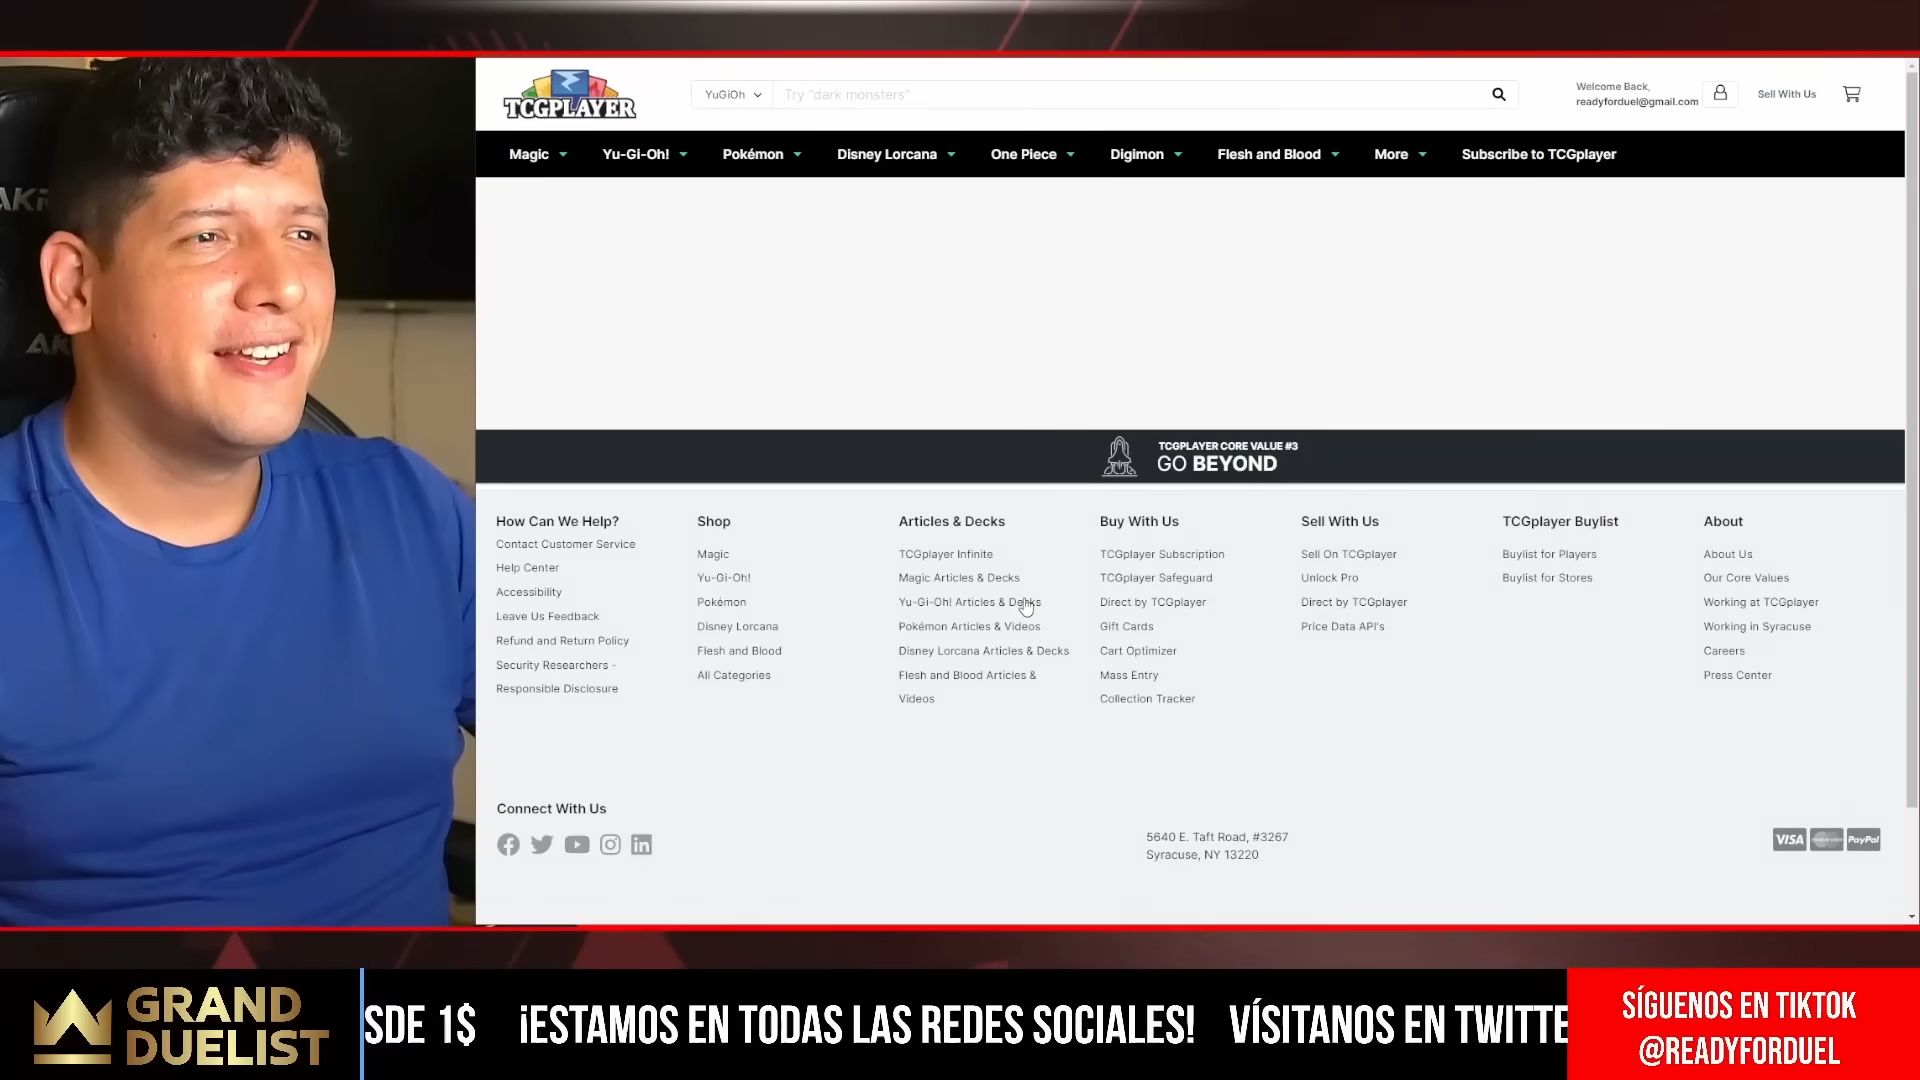 TCGPLAYER
YuGiOh
Try "dark monsters"
Welcome Back,
readyforduel@gmail.com
Sell With Us
Magic
Yu-Gi-Oh!
Pokémon
Disney Lorcana
One Piece
Digimon
Flesh and Blood
More
Subscribe to TCGplayer
TCGPLAYER CORE VALUE #3
GO BEYOND
How Can We Help?
Contact Customer Service
Help Center
Accessibility
Leave Us Feedback
Refund and Return Policy
Security Researchers -
Responsible Disclosure
Shop
Magic
Yu-Gi-Oh!
Pokémon
Disney Lorcana
Flesh and Blood
All Categories
Articles & Decks
TCGplayer Infinite
Magic Articles & Decks
Yu-Gi-Oh! Articles & Decks
Pokémon Articles & Videos
Disney Lorcana Articles & Decks
Flesh and Blood Articles &
Videos
Buy With Us
TCGplayer Subscription
TCGplayer Safeguard
Direct by TCGplayer
Gift Cards
Cart Optimizer
Mass Entry
Collection Tracker
Sell With Us
Sell On TCGplayer
Unlock Pro
Direct by TCGplayer
Price Data API's
TCGplayer Buylist
Buylist for Players
Buylist for Stores
About
About Us
Our Core Values
Working at TCGplayer
Working in Syracuse
Careers
Press Center
Connect With Us
5640 E. Taft Road, #3267
Syracuse, NY 13220
VISA
PayPal
GRAND
DUELIST
SDE 1$ ¡ESTAMOS EN TODAS LAS REDES SOCIALES! VÍSITANOS EN TWITTE
SÍGUENOS EN TIKTOK
@READYFORDUEL